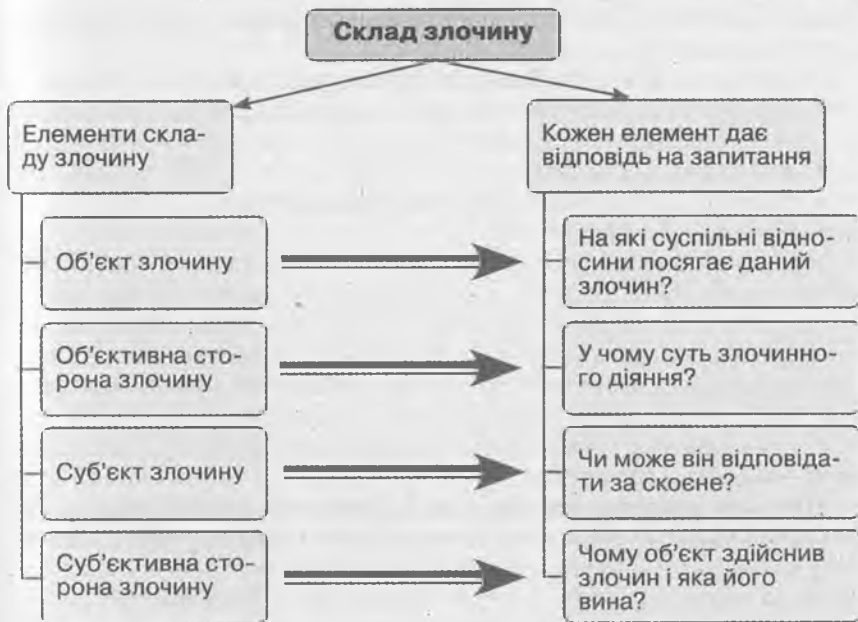 Склад злочину
Елементи скла-
ду злочину
Кожен елемент дає
відповідь на запитання
Об'єкт злочину
На які суспільні відно-
сини посягає даний
злочин?
Об'єктивна сто-
рона злочину
У чому суть злочинно-
го діяння?
Суб'єкт злочину
Чи може він відповіда-
ти за скоєне?
Суб'єктивна сто-
рона злочину
Чому об'єкт здійснив
злочин і яка його
вина?